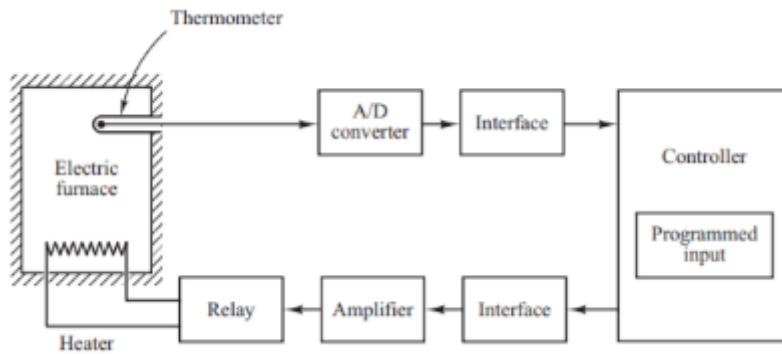 Thermometer
A/D
converter
Interface
Controller
Electric
furnace
Programmed
input
Relay
Amplifier
Interface
Heater